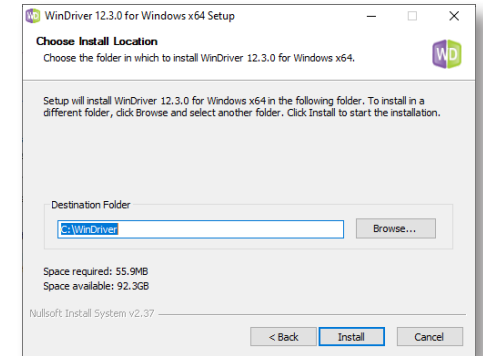 WinDriver 12.3.0 for Windows x64 Setup
Choose Install Location
Choose the folder in which to install WinDriver 12.3.0 for Windows x64.
WD
Setup will install WinDriver 12.3.0 for Windows x64 in the following folder. To install in a
different folder, click Browse and select another folder. Click Install to start the installation.
Destination Folder
C:\WinDriver
Browse...
Space required: 55.9MB
Space available: 92.3GB
Nullsoft Install System v2.37
< Back
Install
Cancel